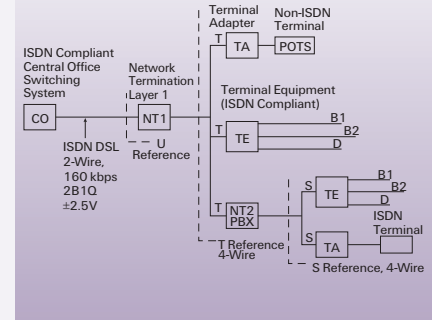 ISDN Compliant
Central Office
Switching
System
CO
ISDN DSL
2-Wire,
160 kbps
2B1Q
±2.5V
Network
Termination
Layer 1
NT1
U
Reference
Terminal
Adapter
T
TA
Non-ISDN
Terminal
POTS
Terminal Equipment
(ISDN Compliant)
T
TE
B1
B2
D
T
NT2
PBX
T Reference
4-Wire
S
TE
B1
B2
D
S
TA
ISDN
Terminal
S Reference, 4-Wire